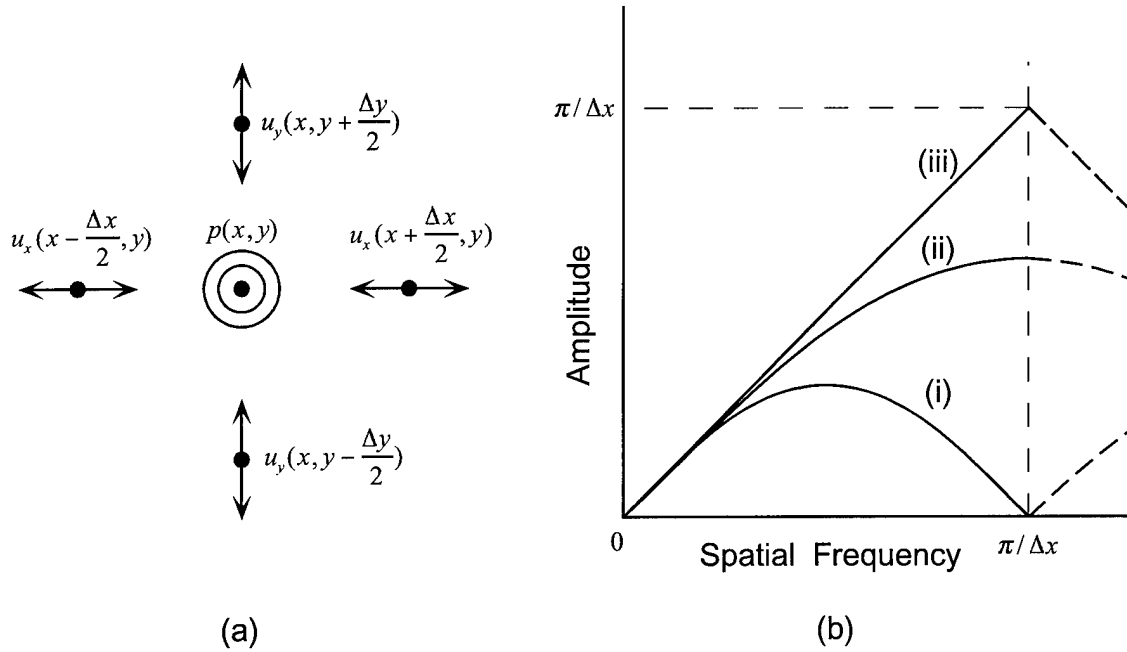 u_y(x, y + Δy/2)
p(x, y)
u_x(x − Δx/2, y)
u_x(x + Δx/2, y)
u_y(x, y − Δy/2)
(a)
π/Δx
(iii)
(ii)
(i)
Amplitude
0
Spatial Frequency
π/Δx
(b)